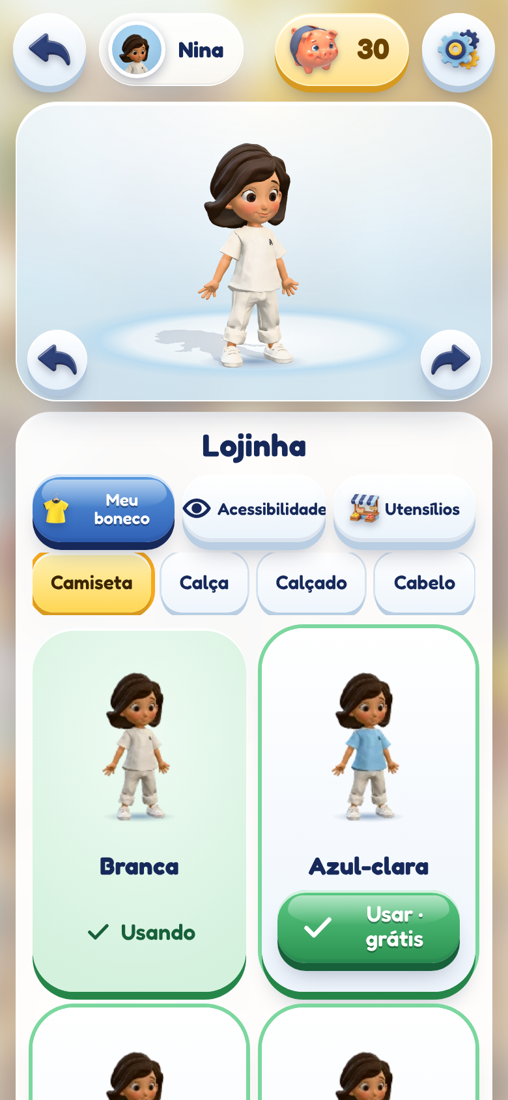 Nina
30
Lojinha
Meu
boneco
Acessibilidade
Utensílios
Camiseta
Calça
Calçado
Cabelo
Branca
Azul-clara
Usando
Usar ·
grátis